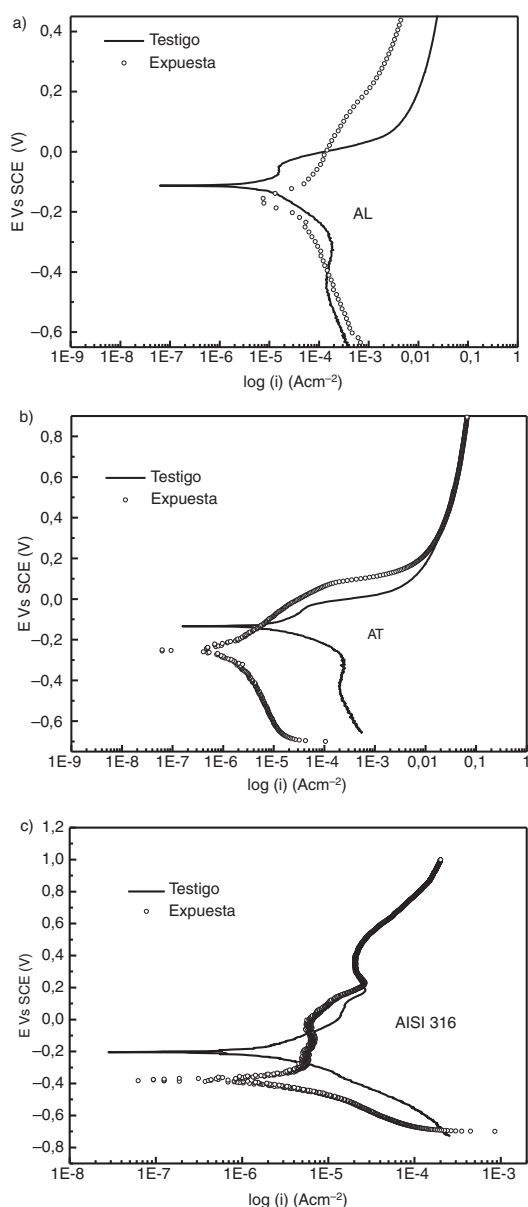 a)
0,4
0,2
0,0
−0,2
−0,4
−0,6
E Vs SCE (V)
Testigo
Expuesta
AL
1E-9 1E-8 1E-7 1E-6 1E-5 1E-4 1E-3 0,01 0,1 1
log (i) (Acm−2)
b)
0,8
0,6
0,4
0,2
0,0
−0,2
−0,4
−0,6
E Vs SCE (V)
Testigo
Expuesta
AT
1E-9 1E-8 1E-7 1E-6 1E-5 1E-4 1E-3 0,01 0,1 1
log (i) (Acm−2)
c)
1,2
1,0
0,8
0,6
0,4
0,2
0,0
−0,2
−0,4
−0,6
−0,8
E Vs SCE (V)
Testigo
Expuesta
AISI 316
1E-8 1E-7 1E-6 1E-5 1E-4 1E-3
log (i) (Acm−2)